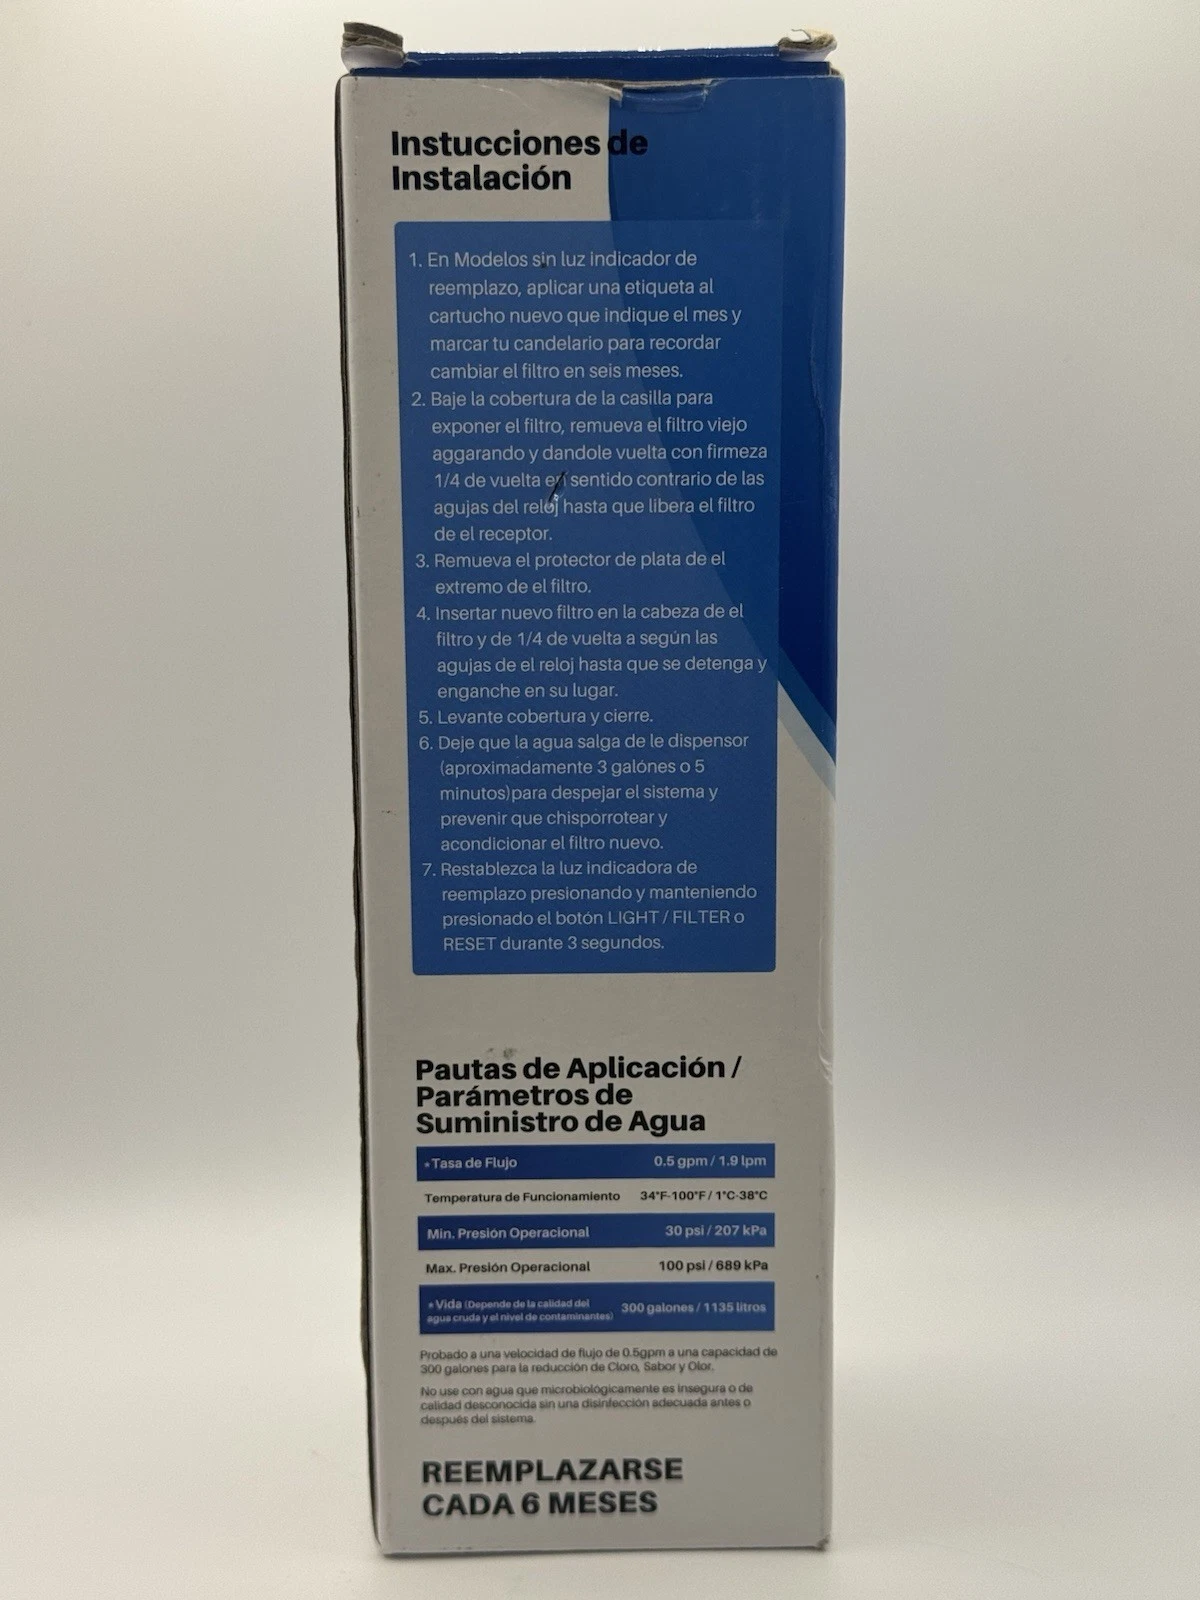 Instucciones de
Instalación
1. En Modelos sin luz indicador de
reemplazo, aplicar una etiqueta al
cartucho nuevo que indique el mes y
marcar tu candelario para recordar
cambiar el filtro en seis meses.
2. Baje la cobertura de la casilla para
exponer el filtro, remueva el filtro viejo
aggarando y dandole vuelta con firmeza
1/4 de vuelta en sentido contrario de las
agujas del reloj hasta que libera el filtro
de el receptor.
3. Remueva el protector de plata de el
extremo de el filtro.
4. Insertar nuevo filtro en la cabeza de el
filtro y de 1/4 de vuelta a según las
agujas de el reloj hasta que se detenga y
enganche en su lugar.
5. Levante cobertura y cierre.
6. Deje que la agua salga de le dispensor
(aproximadamente 3 galónes o 5
minutos)para despejar el sistema y
prevenir que chisporrotear y
acondicionar el filtro nuevo.
7. Restablezca la luz indicadora de
reemplazo presionando y manteniendo
presionado el botón LIGHT / FILTER o
RESET durante 3 segundos.
Pautas de Aplicación /
Parámetros de
Suministro de Agua
*Tasa de Flujo 0.5 gpm / 1.9 lpm
Temperatura de Funcionamiento 34°F-100°F / 1°C-38°C
Min. Presión Operacional 30 psi / 207 kPa
Max. Presión Operacional 100 psi / 689 kPa
*Vida (Depende de la calidad del
agua cruda y el nivel de contaminantes) 300 galones / 1135 litros
Probado a una velocidad de flujo de 0.5gpm a una capacidad de
300 galones para la reducción de Cloro, Sabor y Olor.
No use con agua que microbiológicamente es insegura o de
calidad desconocida sin una disinfección adecuada antes o
después del sistema.
REEMPLAZARSE
CADA 6 MESES